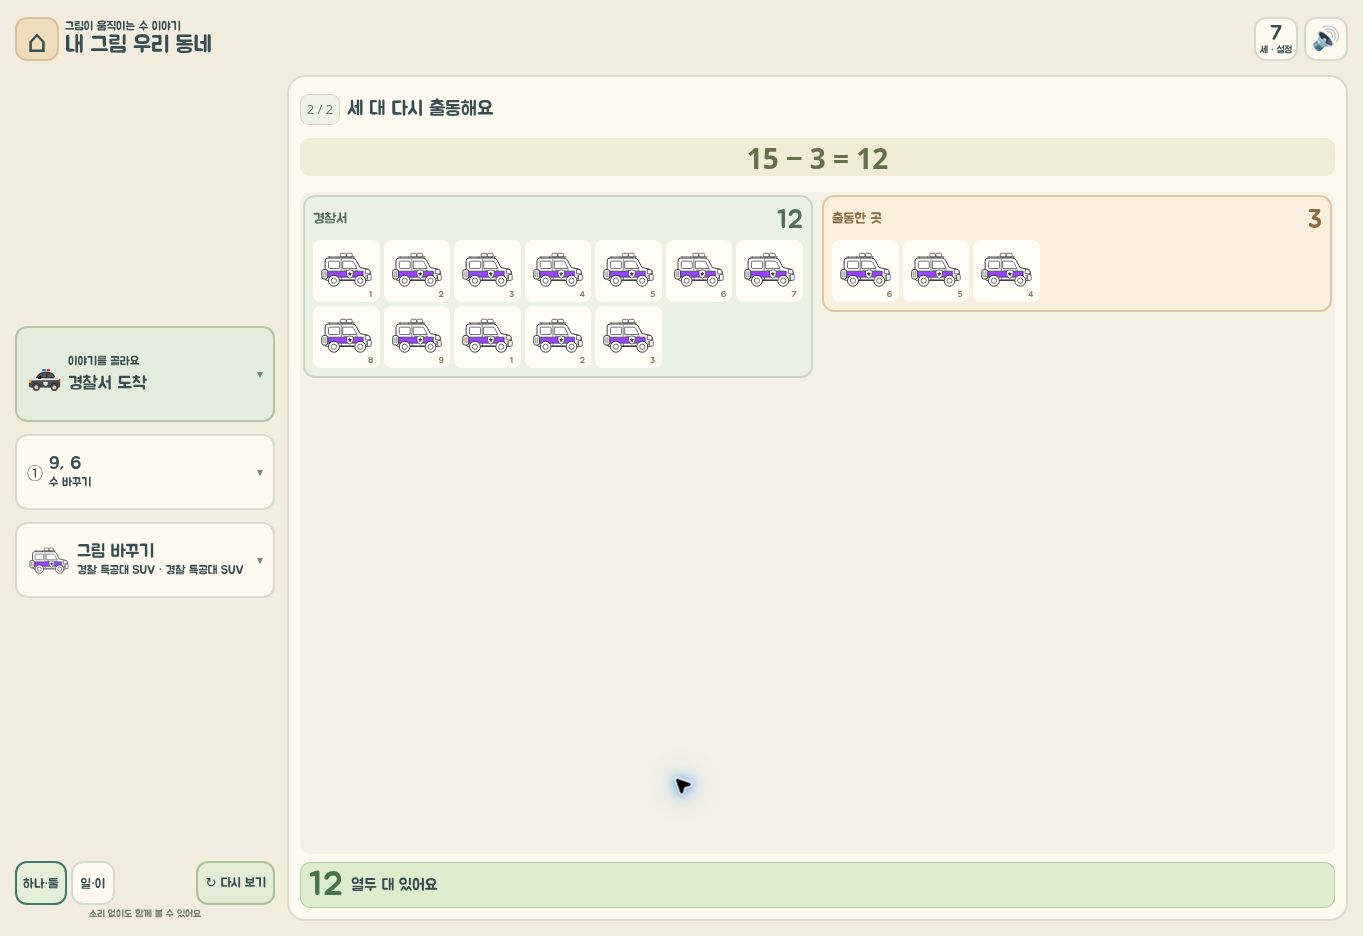 그림이 움직이는 수 이야기
내 그림 우리 동네
7
세 · 설정
2 / 2
세 대 다시 출동해요
15 − 3 = 12
경찰서
12
1
2
3
4
5
6
7
8
9
1
2
3
출동한 곳
3
6
5
4
이야기를 골라요
경찰서 도착
▼
①
9, 6
수 바꾸기
▼
그림 바꾸기
경찰 특공대 SUV · 경찰 특공대 SUV
▼
하나·둘
일·이
↻ 다시 보기
소리 없이도 함께 볼 수 있어요
12 열두 대 있어요